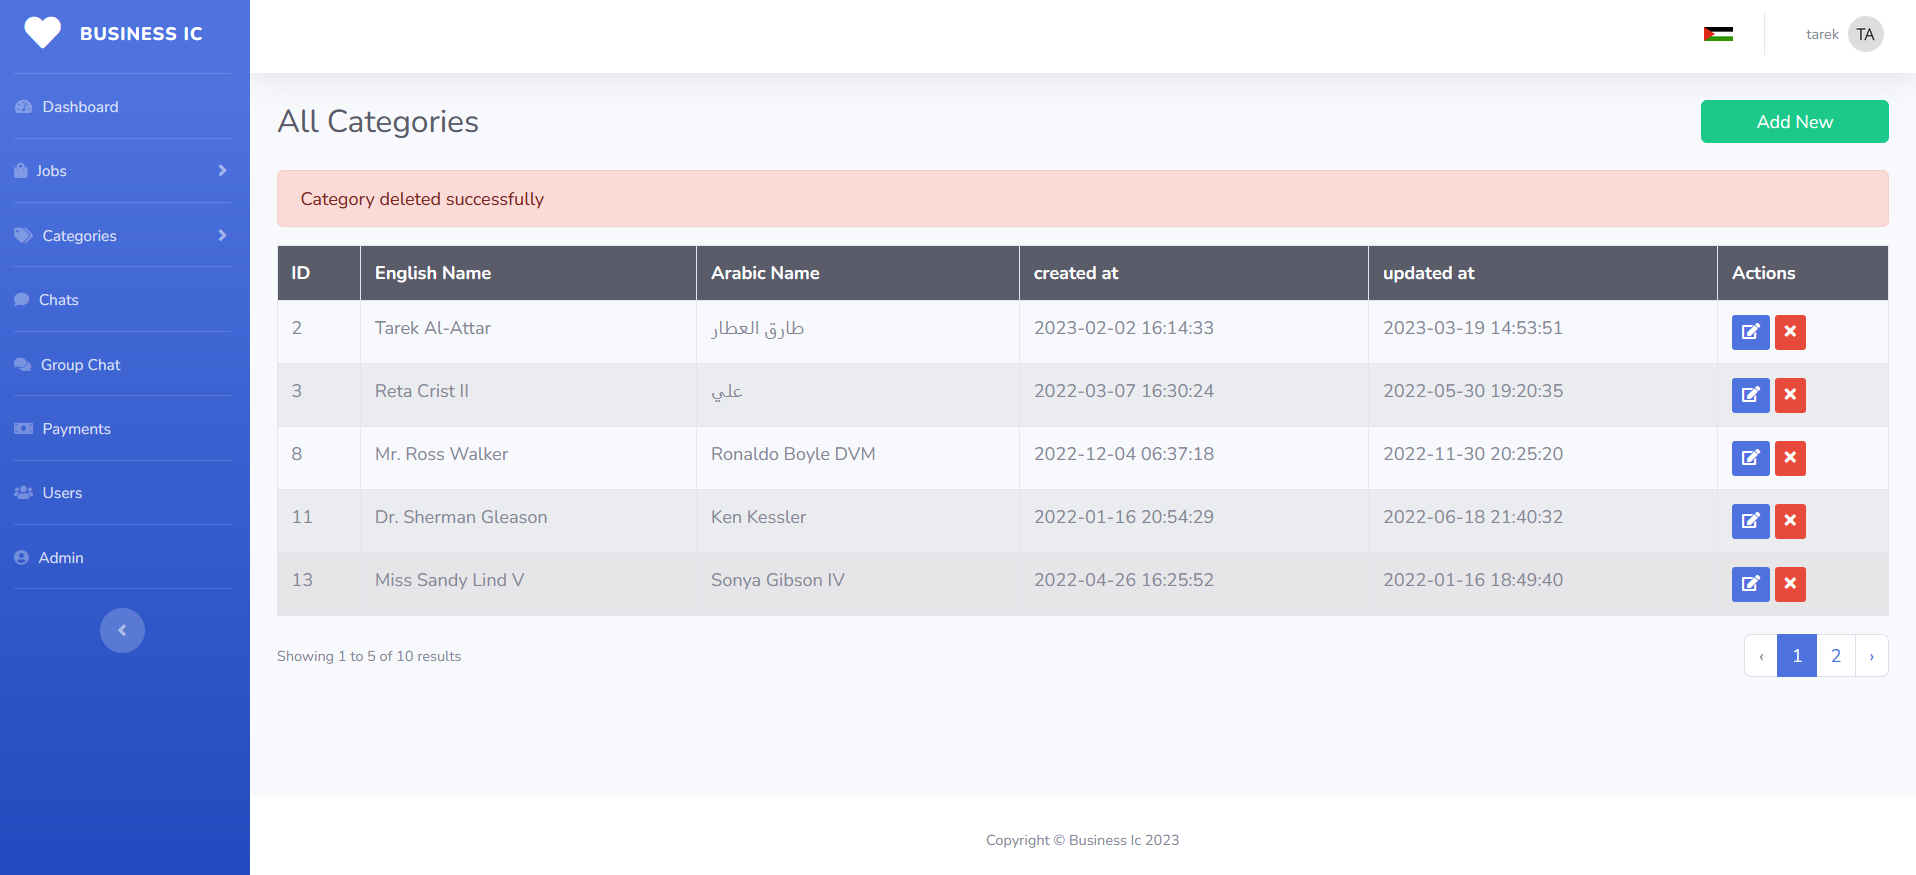 BUSINESS IC
tarek TA
Dashboard
Jobs
Categories
Chats
Group Chat
Payments
Users
Admin
All Categories
Add New
Category deleted successfully
ID English Name Arabic Name created at updated at Actions
2 Tarek Al-Attar طارق العطار 2023-02-02 16:14:33 2023-03-19 14:53:51
3 Reta Crist II علي 2022-03-07 16:30:24 2022-05-30 19:20:35
8 Mr. Ross Walker Ronaldo Boyle DVM 2022-12-04 06:37:18 2022-11-30 20:25:20
11 Dr. Sherman Gleason Ken Kessler 2022-01-16 20:54:29 2022-06-18 21:40:32
13 Miss Sandy Lind V Sonya Gibson IV 2022-04-26 16:25:52 2022-01-16 18:49:40
Showing 1 to 5 of 10 results
‹ 1 2 ›
Copyright © Business Ic 2023